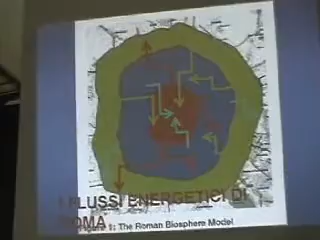 I FLUSSI ENERGETICI DI
ROMA
Figure 1: The Roman Biosphere Model